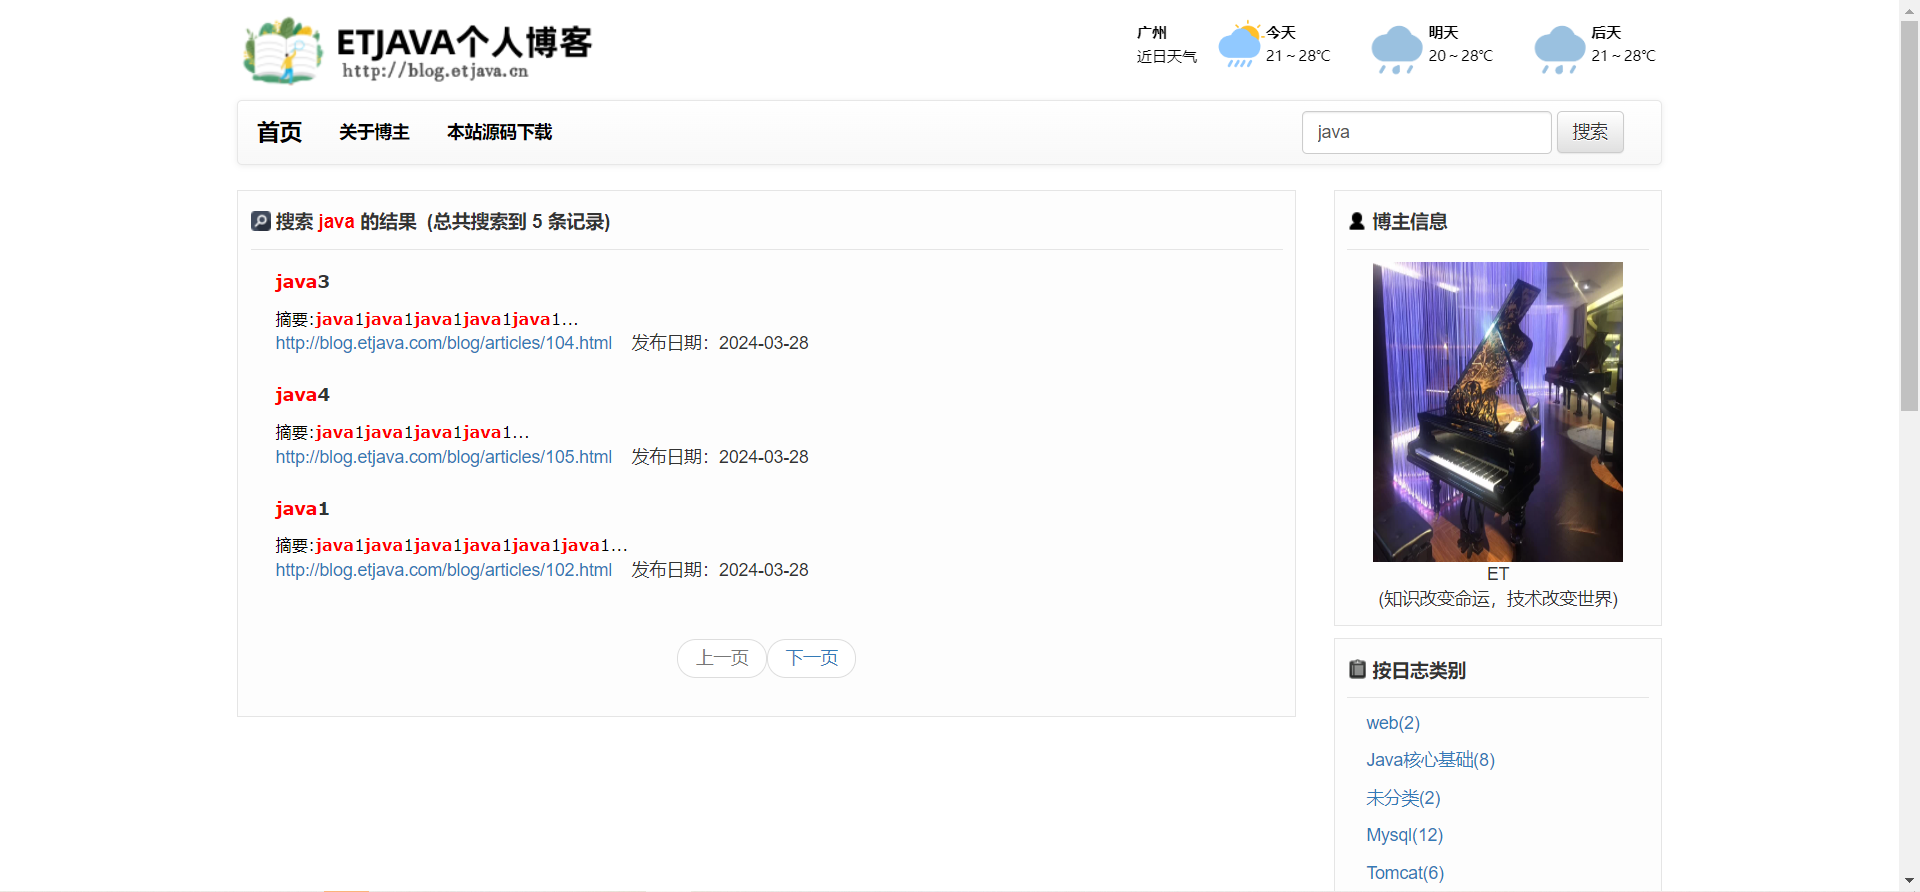 ETJAVA个人博客
http://blog.etjava.cn
广州
近日天气
今天
21～28℃
明天
20～28℃
后天
21～28℃
首页 关于博主 本站源码下载
java 搜索
搜索 java 的结果 (总共搜索到 5 条记录)
java3
摘要:java1java1java1java1java1...
http://blog.etjava.com/blog/articles/104.html 发布日期：2024-03-28
java4
摘要:java1java1java1java1...
http://blog.etjava.com/blog/articles/105.html 发布日期：2024-03-28
java1
摘要:java1java1java1java1java1java1...
http://blog.etjava.com/blog/articles/102.html 发布日期：2024-03-28
上一页 下一页
博主信息
ET
(知识改变命运，技术改变世界)
按日志类别
web(2)
Java核心基础(8)
未分类(2)
Mysql(12)
Tomcat(6)